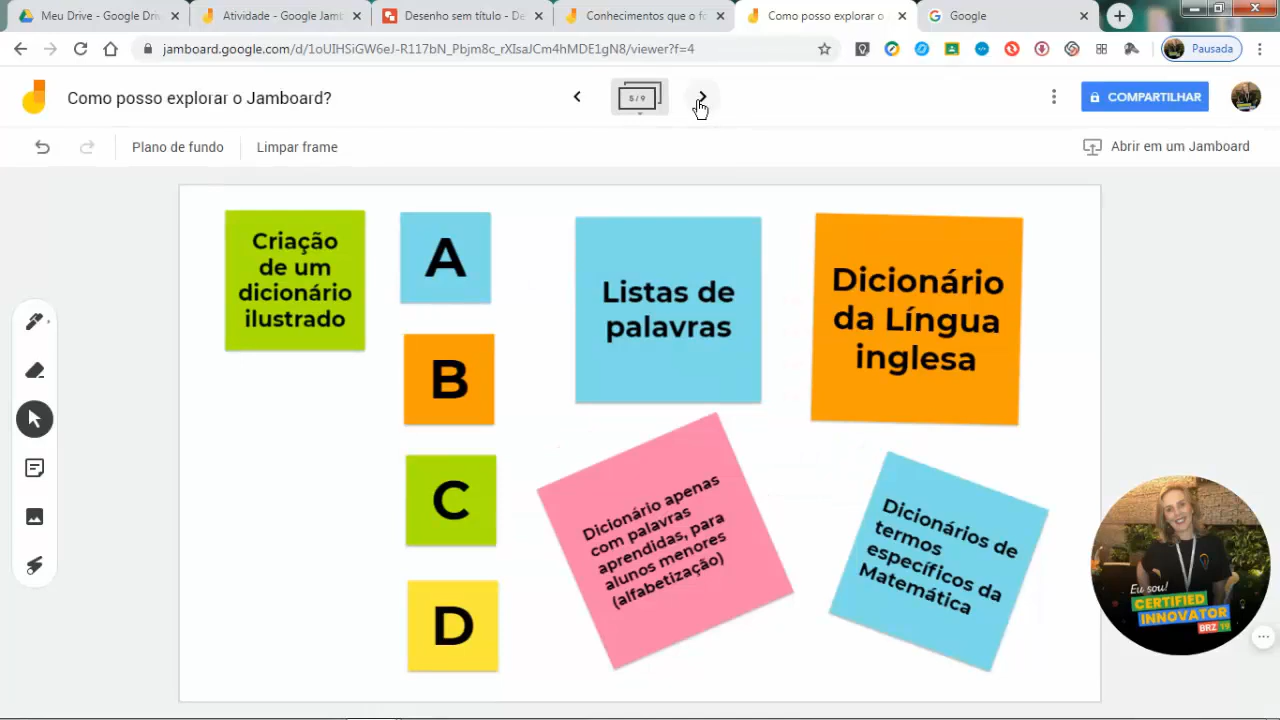 Meu Drive - Google Driv
Atividade - Google Jamb
Desenho sem título - De
Conhecimentos que o fo
Como posso explorar o
Google
jamboard.google.com/d/1oUIHSiGW6eJ-R117bN_Pbjm8c_rXIsaJCm4hMDE1gN8/viewer?f=4
Pausada
Como posso explorar o Jamboard?
5 / 9
COMPARTILHAR
Plano de fundo
Limpar frame
Abrir em um Jamboard
Criação
de um
dicionário
ilustrado
A
B
C
D
Listas de
palavras
Dicionário
da Língua
inglesa
Dicionário apenas
com palavras
aprendidas, para
alunos menores
(alfabetização)
Dicionários de
termos
específicos da
Matemática
Eu sou!
CERTIFIED
INNOVATOR
BRZ 19